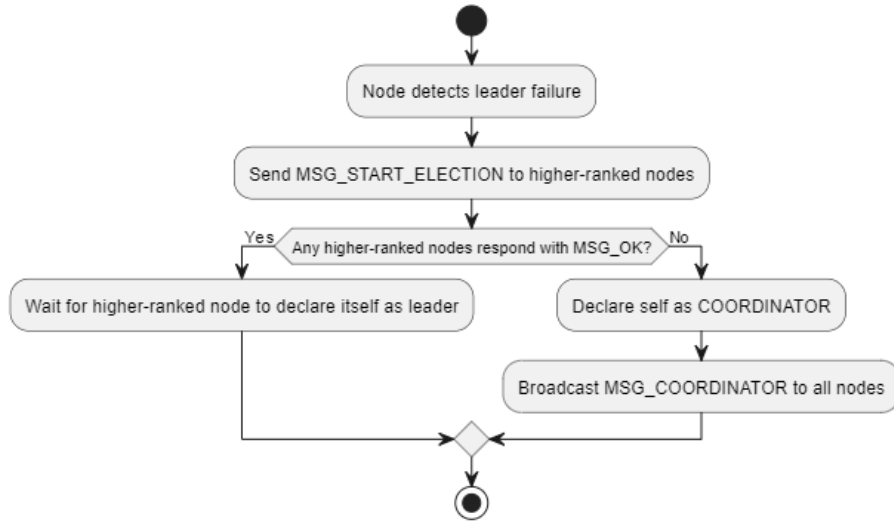 Node detects leader failure
Send MSG_START_ELECTION to higher-ranked nodes
Yes
Any higher-ranked nodes respond with MSG_OK?
No
Wait for higher-ranked node to declare itself as leader
Declare self as COORDINATOR
Broadcast MSG_COORDINATOR to all nodes